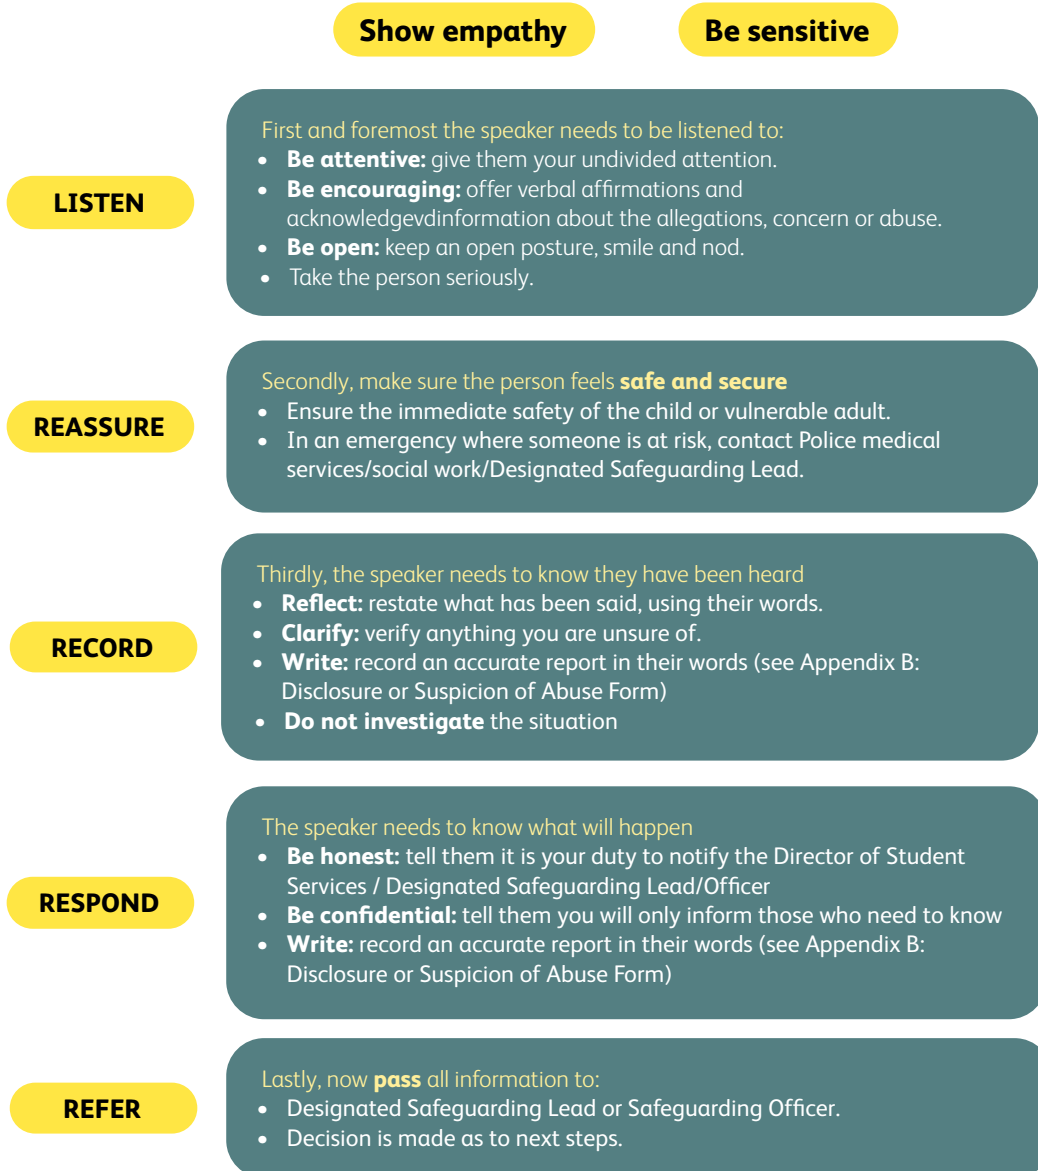 Show empathy
Be sensitive
LISTEN
First and foremost the speaker needs to be listened to:
• Be attentive: give them your undivided attention.
• Be encouraging: offer verbal affirmations and
acknowledgevdinformation about the allegations, concern or abuse.
• Be open: keep an open posture, smile and nod.
• Take the person seriously.
REASSURE
Secondly, make sure the person feels safe and secure
• Ensure the immediate safety of the child or vulnerable adult.
• In an emergency where someone is at risk, contact Police medical
services/social work/Designated Safeguarding Lead.
RECORD
Thirdly, the speaker needs to know they have been heard
• Reflect: restate what has been said, using their words.
• Clarify: verify anything you are unsure of.
• Write: record an accurate report in their words (see Appendix B:
Disclosure or Suspicion of Abuse Form)
• Do not investigate the situation
RESPOND
The speaker needs to know what will happen
• Be honest: tell them it is your duty to notify the Director of Student
Services / Designated Safeguarding Lead/Officer
• Be confidential: tell them you will only inform those who need to know
• Write: record an accurate report in their words (see Appendix B:
Disclosure or Suspicion of Abuse Form)
REFER
Lastly, now pass all information to:
• Designated Safeguarding Lead or Safeguarding Officer.
• Decision is made as to next steps.